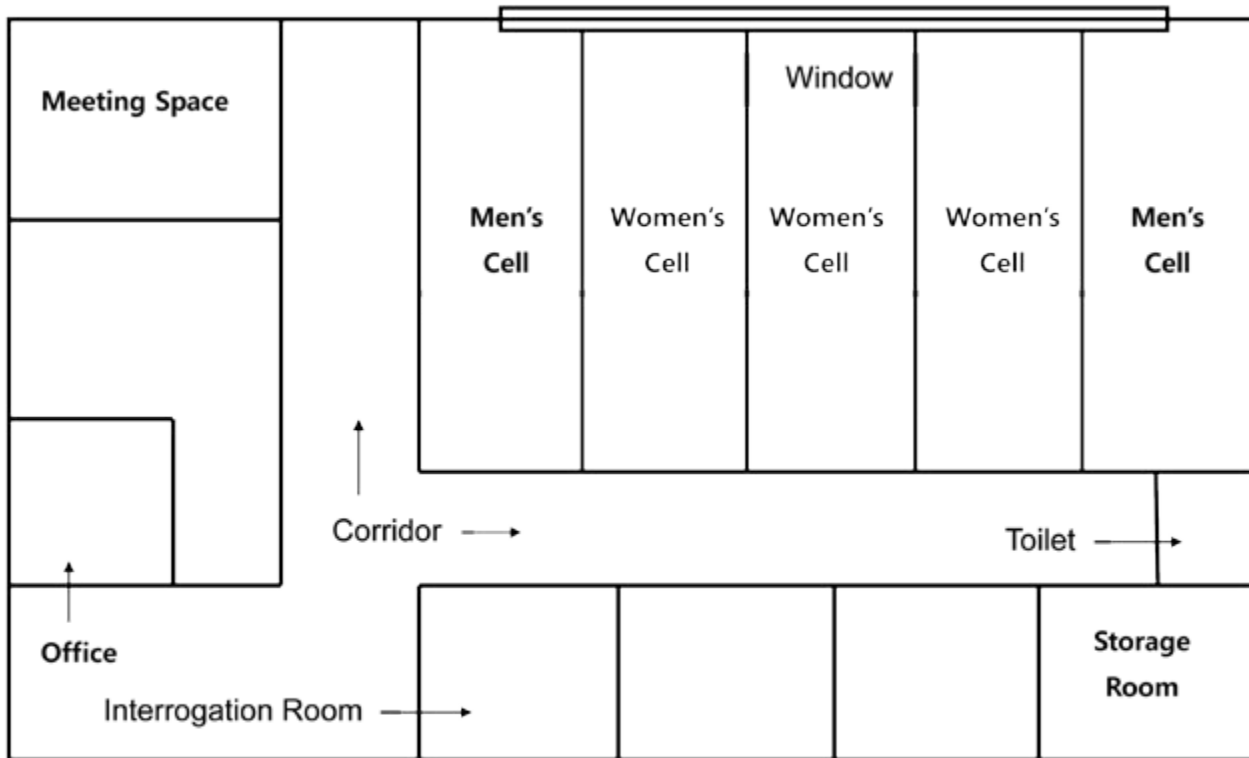 Meeting Space
Window
Men's
Cell
Women's
Cell
Women's
Cell
Women's
Cell
Men's
Cell
Corridor
Toilet
Office
Interrogation Room
Storage
Room